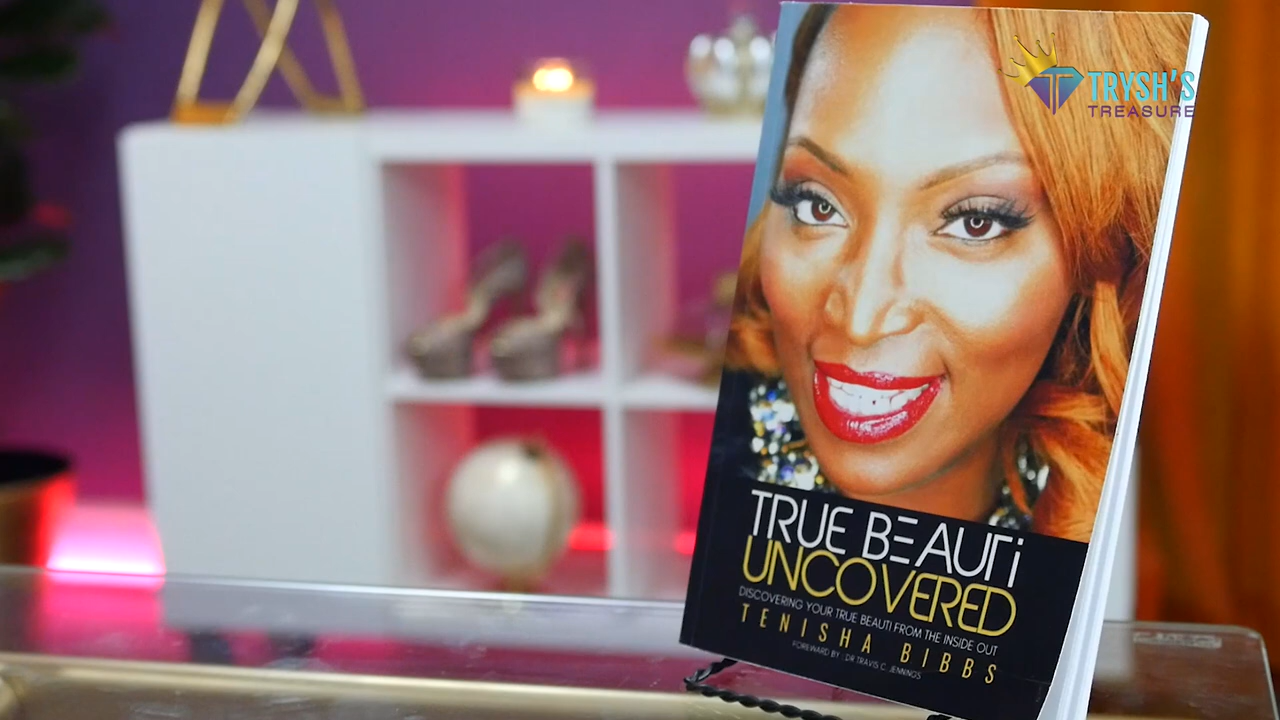 TRYSH'S
TREASURE
TRUE BEAUTi
UNCOVERED
DISCOVERING YOUR TRUE BEAUTI FROM THE INSIDE OUT
TENISHA BIBBS
FOREWARD BY : DR. TRAVIS C. JENNINGS